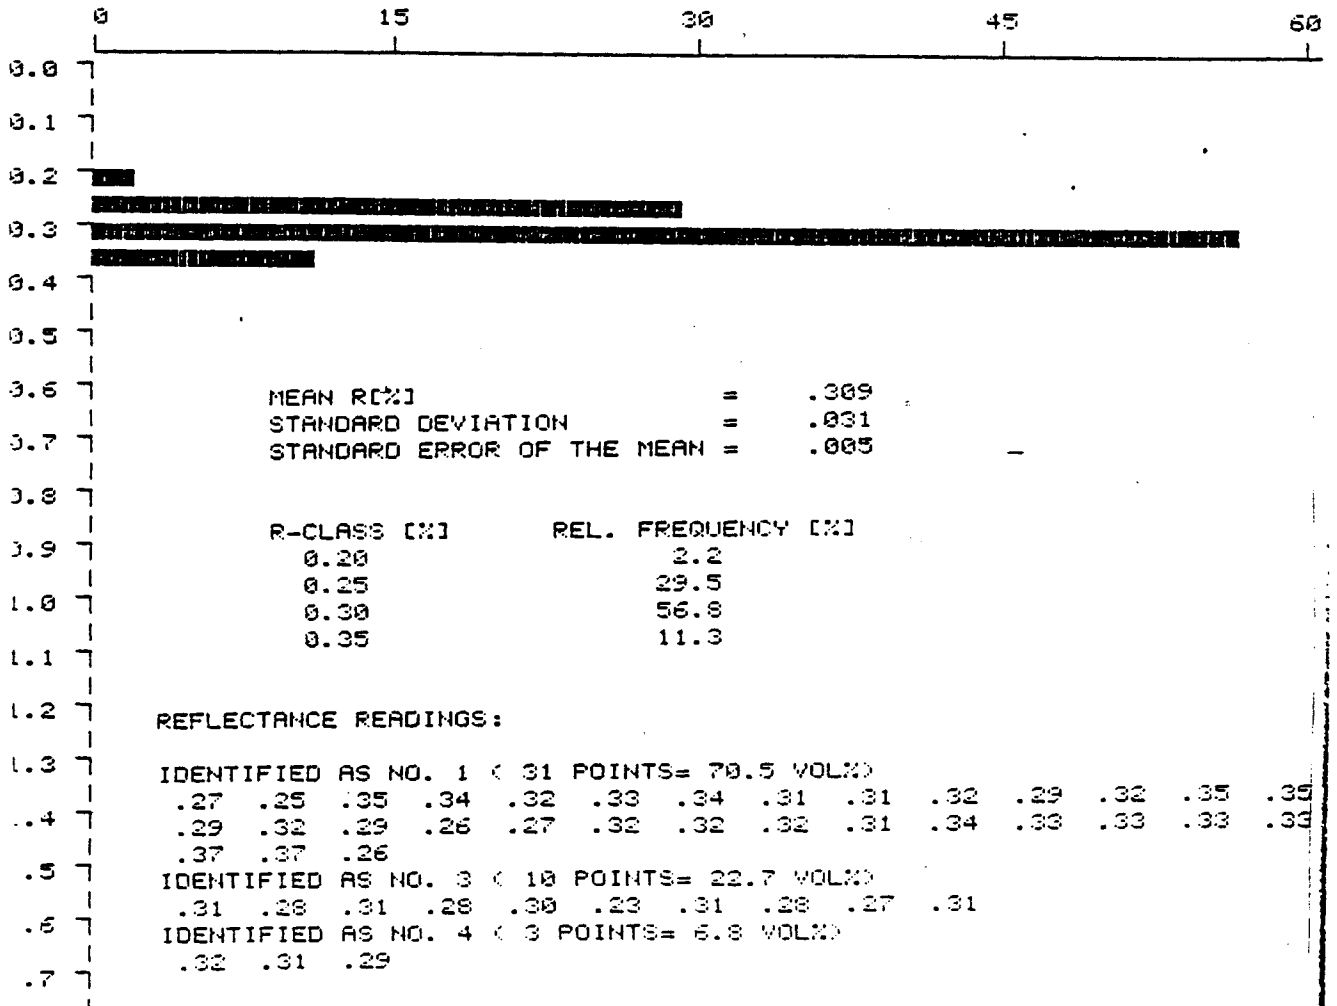 0 15 30 45 60
0.0
0.1
0.2
0.3
0.4
0.5
0.6
MEAN R[%] = .309
STANDARD DEVIATION = .031
0.7
STANDARD ERROR OF THE MEAN = .005
0.8
R-CLASS [%] REL. FREQUENCY [%]
0.9
0.20 2.2
0.25 29.5
1.0
0.30 56.8
0.35 11.3
1.1
1.2
REFLECTANCE READINGS:
1.3
IDENTIFIED AS NO. 1 ( 31 POINTS= 70.5 VOL%)
.27 .25 .35 .34 .32 .33 .34 .31 .31 .32 .29 .32 .35 .35
.4
.29 .32 .29 .26 .27 .32 .32 .32 .31 .34 .33 .33 .33 .33
.37 .37 .26
.5
IDENTIFIED AS NO. 3 ( 10 POINTS= 22.7 VOL%)
.31 .28 .31 .28 .30 .23 .31 .28 .27 .31
.6
IDENTIFIED AS NO. 4 ( 3 POINTS= 6.8 VOL%)
.32 .31 .29
.7